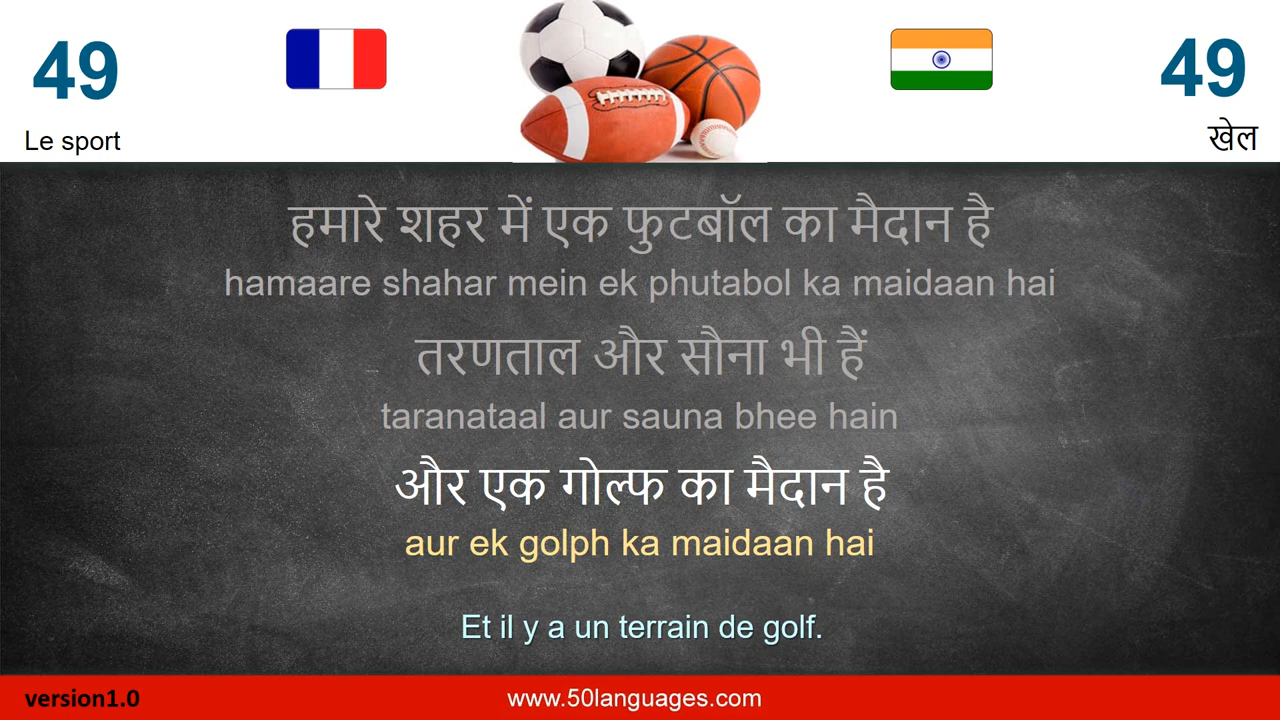 49
49
Le sport
खेल
हमारे शहर में एक फुटबॉल का मैदान है
hamaare shahar mein ek phutabol ka maidaan hai
तरणताल और सौना भी हैं
taranataal aur sauna bhee hain
और एक गोल्फ का मैदान है
aur ek golph ka maidaan hai
Et il y a un terrain de golf.
version1.0
www.50languages.com